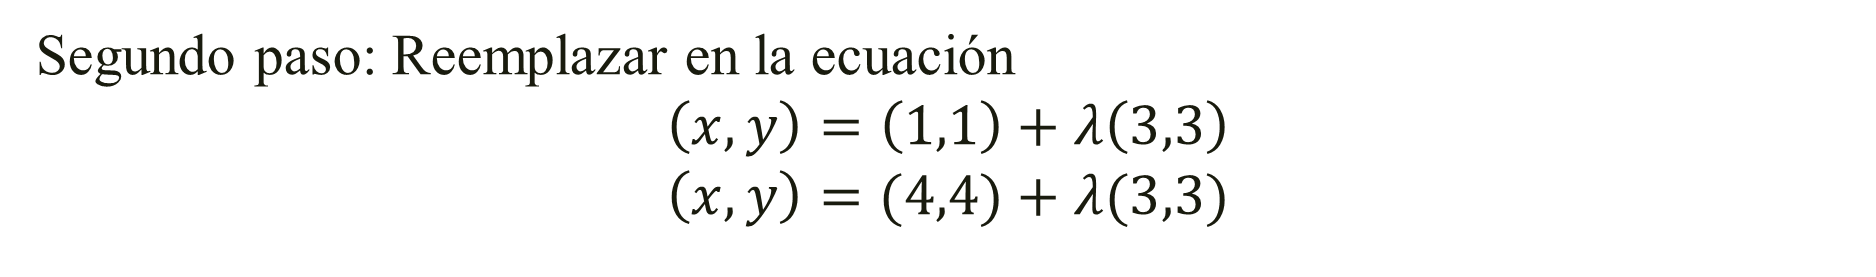 Segundo paso: Reemplazar en la ecuación
(x, y) = (1,1) + λ(3,3)
(x, y) = (4,4) + λ(3,3)